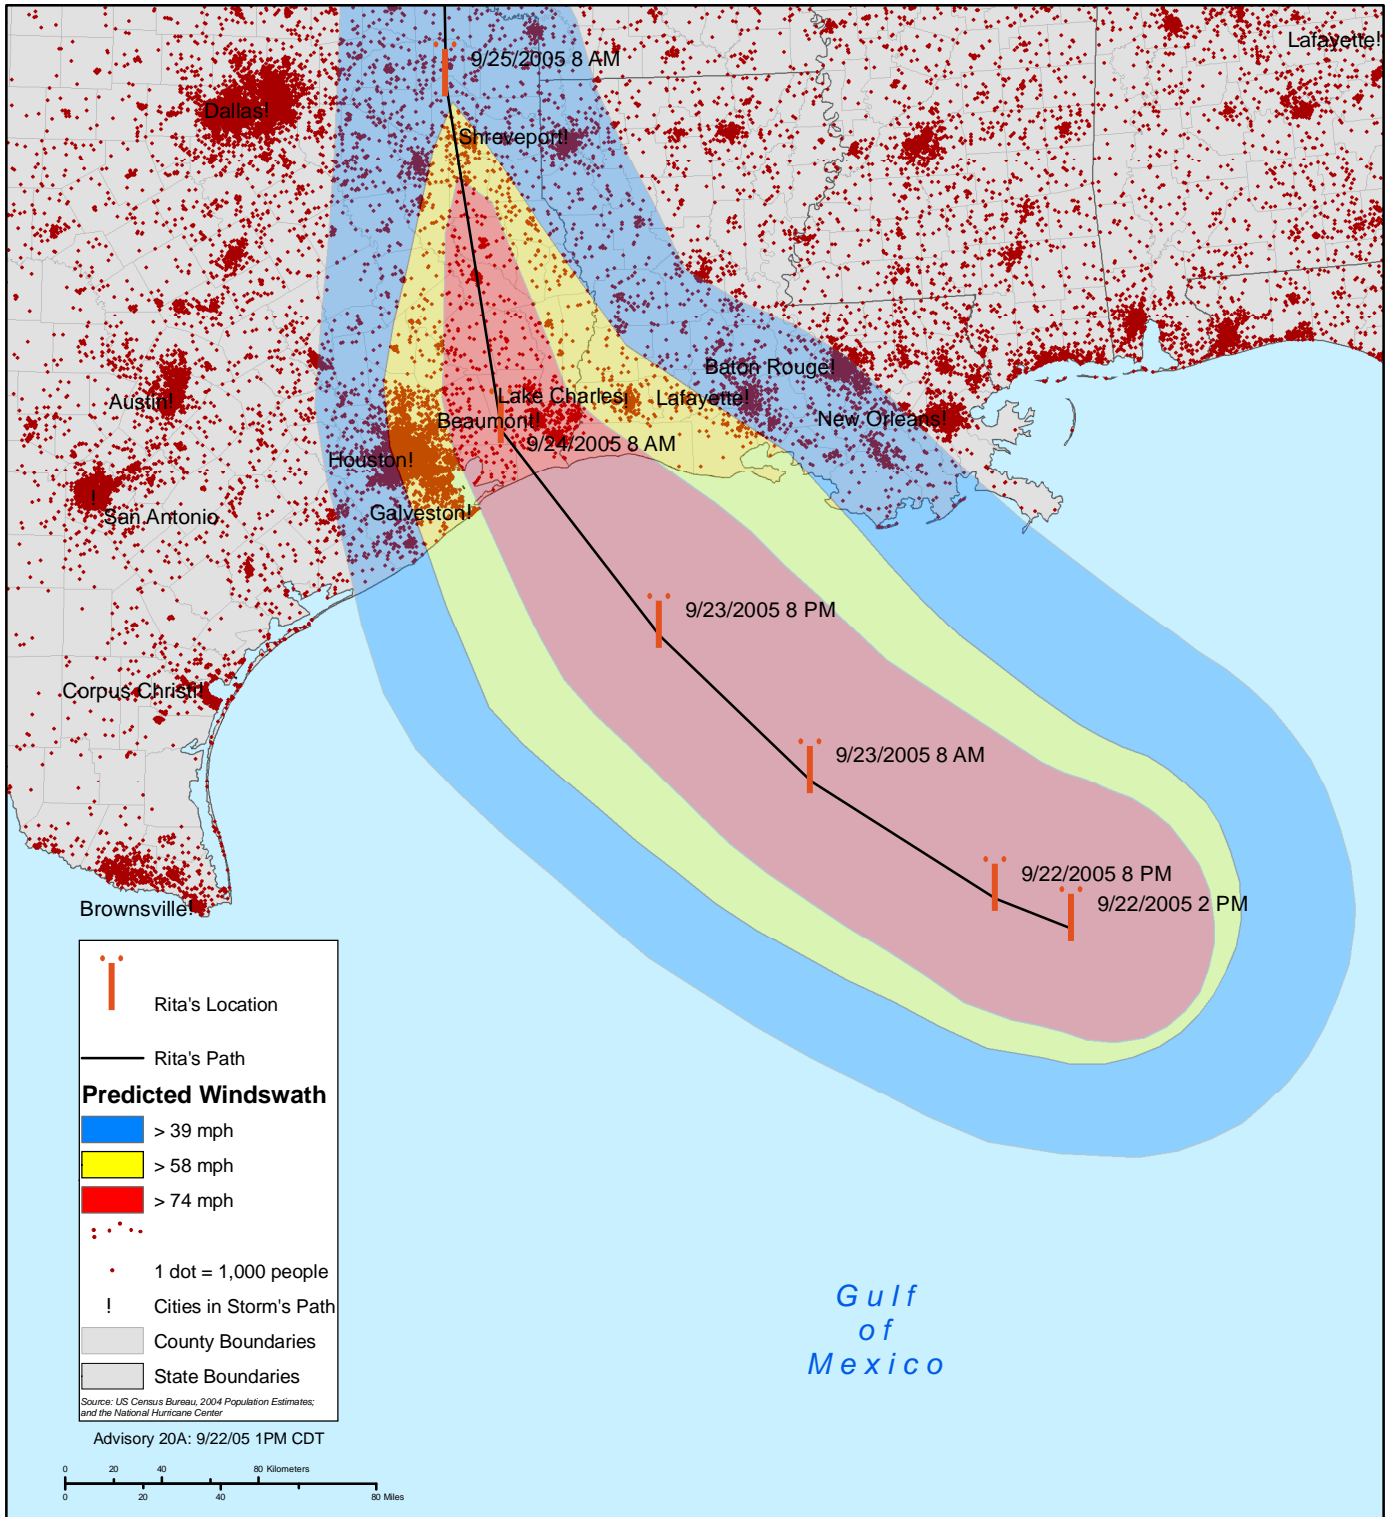 Lafayette!
9/25/2005 8 AM
Dallas!
Shreveport!
Baton Rouge!
Lake Charles¡
Lafayette!
Austin!
Beaumont!
New Orleans!
9/24/2005 8 AM
Houston!
!
Galveston!
San Antonio
9/23/2005 8 PM
Corpus Christi!
9/23/2005 8 AM
9/22/2005 8 PM
9/22/2005 2 PM
Brownsville!
Rita's Location
Rita's Path
Predicted Windswath
> 39 mph
> 58 mph
> 74 mph
1 dot = 1,000 people
! Cities in Storm's Path
County Boundaries
State Boundaries
Source: US Census Bureau, 2004 Population Estimates;
and the National Hurricane Center
Advisory 20A: 9/22/05 1PM CDT
0 20 40 80 Kilometers
0 20 40 80 Miles
Gulf
of
Mexico